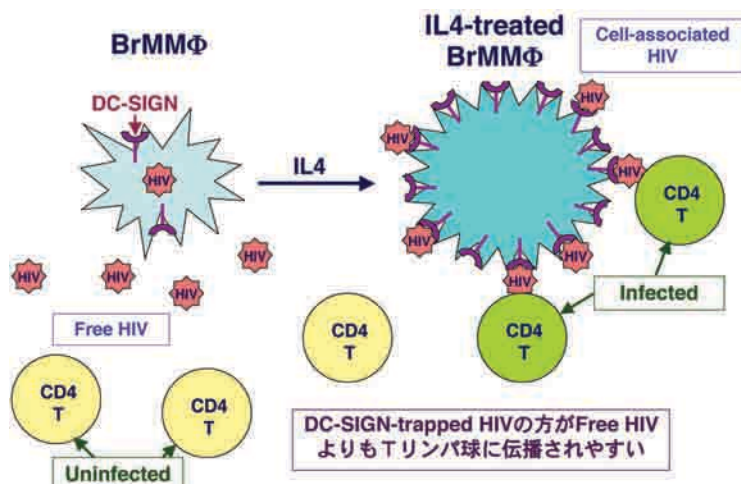 BrMMΦ
IL4-treated
BrMMΦ
Cell-associated
HIV
DC-SIGN
HIV
IL4
HIV
HIV
HIV
HIV
HIV
HIV
CD4
T
HIV
HIV
HIV
HIV
HIV
Infected
Free HIV
CD4
T
CD4
T
CD4
T
CD4
T
Uninfected
DC-SIGN-trapped HIVの方がFree HIV
よりもTリンパ球に伝播されやすい